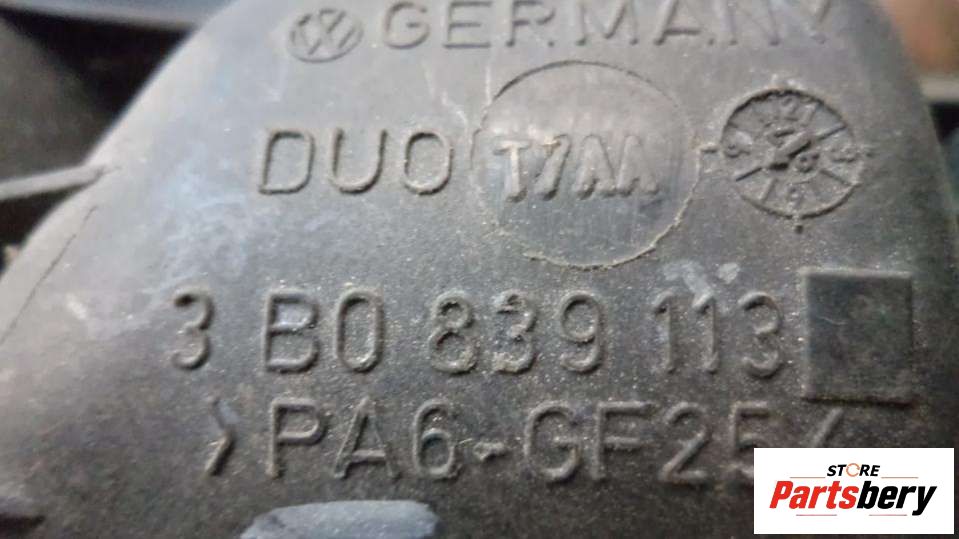 GERMANY
DUO
3 B0 839 113
>PA6-GF25<
STORE
Partsbery